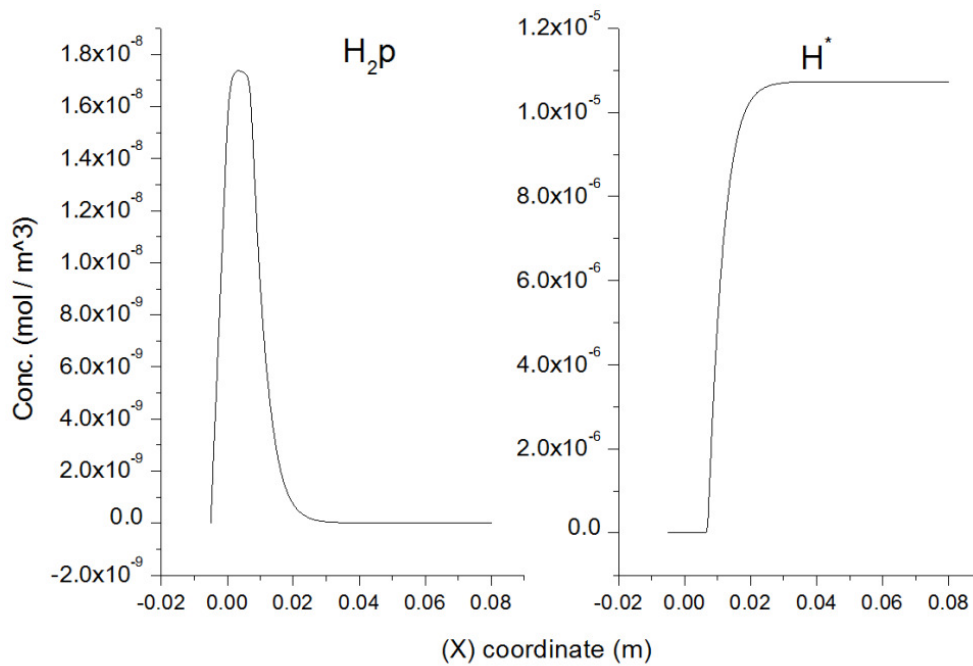 H₂p
1.8x10⁻⁸
1.6x10⁻⁸
1.4x10⁻⁸
1.2x10⁻⁸
1.0x10⁻⁸
8.0x10⁻⁹
6.0x10⁻⁹
4.0x10⁻⁹
2.0x10⁻⁹
0.0
-2.0x10⁻⁹
Conc. (mol / m^3)
-0.02 0.00 0.02 0.04 0.06 0.08
H*
1.2x10⁻⁵
1.0x10⁻⁵
8.0x10⁻⁶
6.0x10⁻⁶
4.0x10⁻⁶
2.0x10⁻⁶
0.0
-0.02 0.00 0.02 0.04 0.06 0.08
(X) coordinate (m)